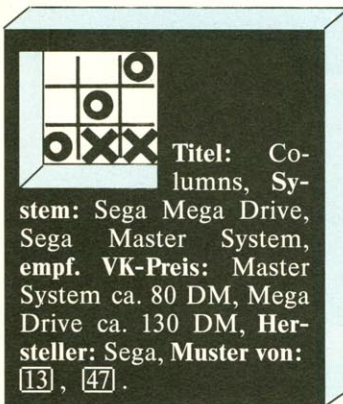 Titel: Co-
lumns, Sy-
stem: Sega Mega Drive,
Sega Master System,
empf. VK-Preis: Master
System ca. 80 DM, Mega
Drive ca. 130 DM, Her-
steller: Sega, Muster von:
13, 47.